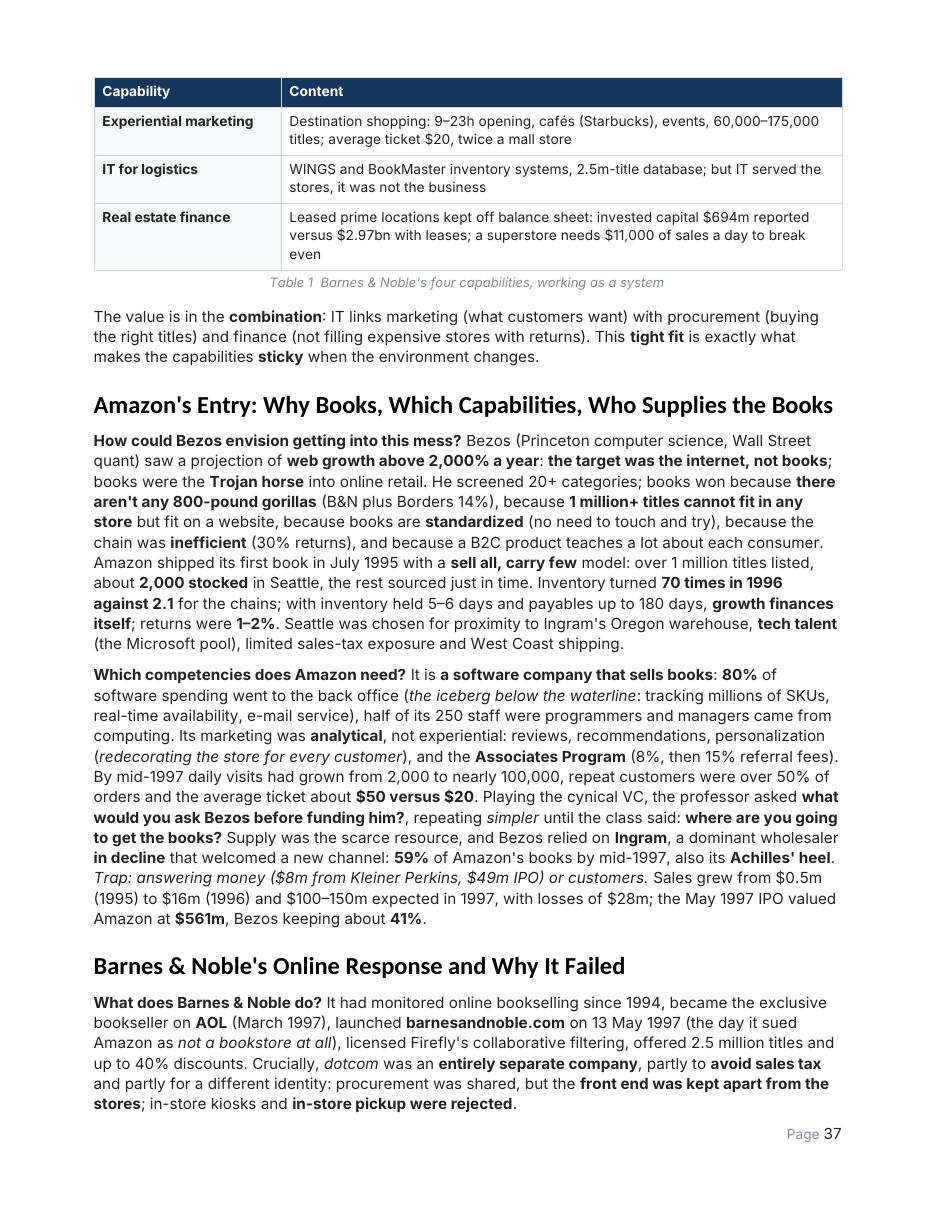 Capability Content
Experiential marketing Destination shopping: 9–23h opening, cafés (Starbucks), events, 60,000–175,000
titles; average ticket $20, twice a mall store
IT for logistics WINGS and BookMaster inventory systems, 2.5m-title database; but IT served the
stores, it was not the business
Real estate finance Leased prime locations kept off balance sheet: invested capital $694m reported
versus $2.97bn with leases; a superstore needs $11,000 of sales a day to break
even
Table 1 Barnes & Noble's four capabilities, working as a system
The value is in the combination: IT links marketing (what customers want) with procurement (buying
the right titles) and finance (not filling expensive stores with returns). This tight fit is exactly what
makes the capabilities sticky when the environment changes.
Amazon's Entry: Why Books, Which Capabilities, Who Supplies the Books
How could Bezos envision getting into this mess? Bezos (Princeton computer science, Wall Street
quant) saw a projection of web growth above 2,000% a year: the target was the internet, not books;
books were the Trojan horse into online retail. He screened 20+ categories; books won because there
aren't any 800-pound gorillas (B&N plus Borders 14%), because 1 million+ titles cannot fit in any
store but fit on a website, because books are standardized (no need to touch and try), because the
chain was inefficient (30% returns), and because a B2C product teaches a lot about each consumer.
Amazon shipped its first book in July 1995 with a sell all, carry few model: over 1 million titles listed,
about 2,000 stocked in Seattle, the rest sourced just in time. Inventory turned 70 times in 1996
against 2.1 for the chains; with inventory held 5–6 days and payables up to 180 days, growth finances
itself; returns were 1–2%. Seattle was chosen for proximity to Ingram's Oregon warehouse, tech talent
(the Microsoft pool), limited sales-tax exposure and West Coast shipping.
Which competencies does Amazon need? It is a software company that sells books: 80% of
software spending went to the back office (the iceberg below the waterline: tracking millions of SKUs,
real-time availability, e-mail service), half of its 250 staff were programmers and managers came from
computing. Its marketing was analytical, not experiential: reviews, recommendations, personalization
(redecorating the store for every customer), and the Associates Program (8%, then 15% referral fees).
By mid-1997 daily visits had grown from 2,000 to nearly 100,000, repeat customers were over 50% of
orders and the average ticket about $50 versus $20. Playing the cynical VC, the professor asked what
would you ask Bezos before funding him?, repeating simpler until the class said: where are you going
to get the books? Supply was the scarce resource, and Bezos relied on Ingram, a dominant wholesaler
in decline that welcomed a new channel: 59% of Amazon's books by mid-1997, also its Achilles' heel.
Trap: answering money ($8m from Kleiner Perkins, $49m IPO) or customers. Sales grew from $0.5m
(1995) to $16m (1996) and $100–150m expected in 1997, with losses of $28m; the May 1997 IPO valued
Amazon at $561m, Bezos keeping about 41%.
Barnes & Noble's Online Response and Why It Failed
What does Barnes & Noble do? It had monitored online bookselling since 1994, became the exclusive
bookseller on AOL (March 1997), launched barnesandnoble.com on 13 May 1997 (the day it sued
Amazon as not a bookstore at all), licensed Firefly's collaborative filtering, offered 2.5 million titles and
up to 40% discounts. Crucially, dotcom was an entirely separate company, partly to avoid sales tax
and partly for a different identity: procurement was shared, but the front end was kept apart from the
stores; in-store kiosks and in-store pickup were rejected.
Page 37